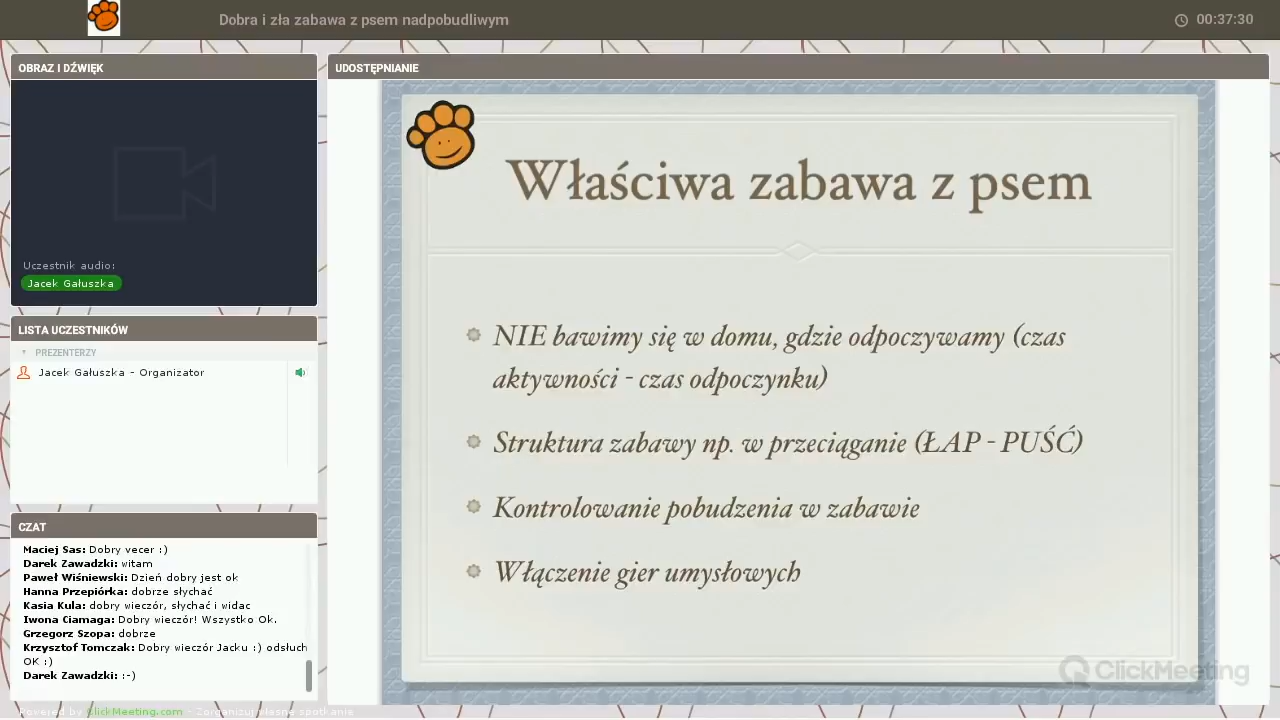 Dobra i zła zabawa z psem nadpobudliwym
00:37:30
OBRAZ I DŹWIĘK
Uczestnik audio:
Jacek Gałuszka
LISTA UCZESTNIKÓW
PREZENTERZY
Jacek Gałuszka - Organizator
CZAT
Maciej Sas: Dobry vecer :)
Darek Zawadzki: witam
Paweł Wiśniewski: Dzień dobry jest ok
Hanna Przepiórka: dobrze słychać
Kasia Kula: dobry wieczór, słychać i widac
Iwona Ciamaga: Dobry wieczór! Wszystko Ok.
Grzegorz Szopa: dobrze
Krzysztof Tomczak: Dobry wieczór Jacku :) odsłuch
OK :)
Darek Zawadzki: :-)
Powered by ClickMeeting.com - Zorganizuj własne spotkanie
UDOSTĘPNIANIE
Właściwa zabawa z psem
NIE bawimy się w domu, gdzie odpoczywamy (czas
aktywności - czas odpoczynku)
Struktura zabawy np. w przeciąganie (ŁAP - PUŚĆ)
Kontrolowanie pobudzenia w zabawie
Włączenie gier umysłowych
ClickMeeting